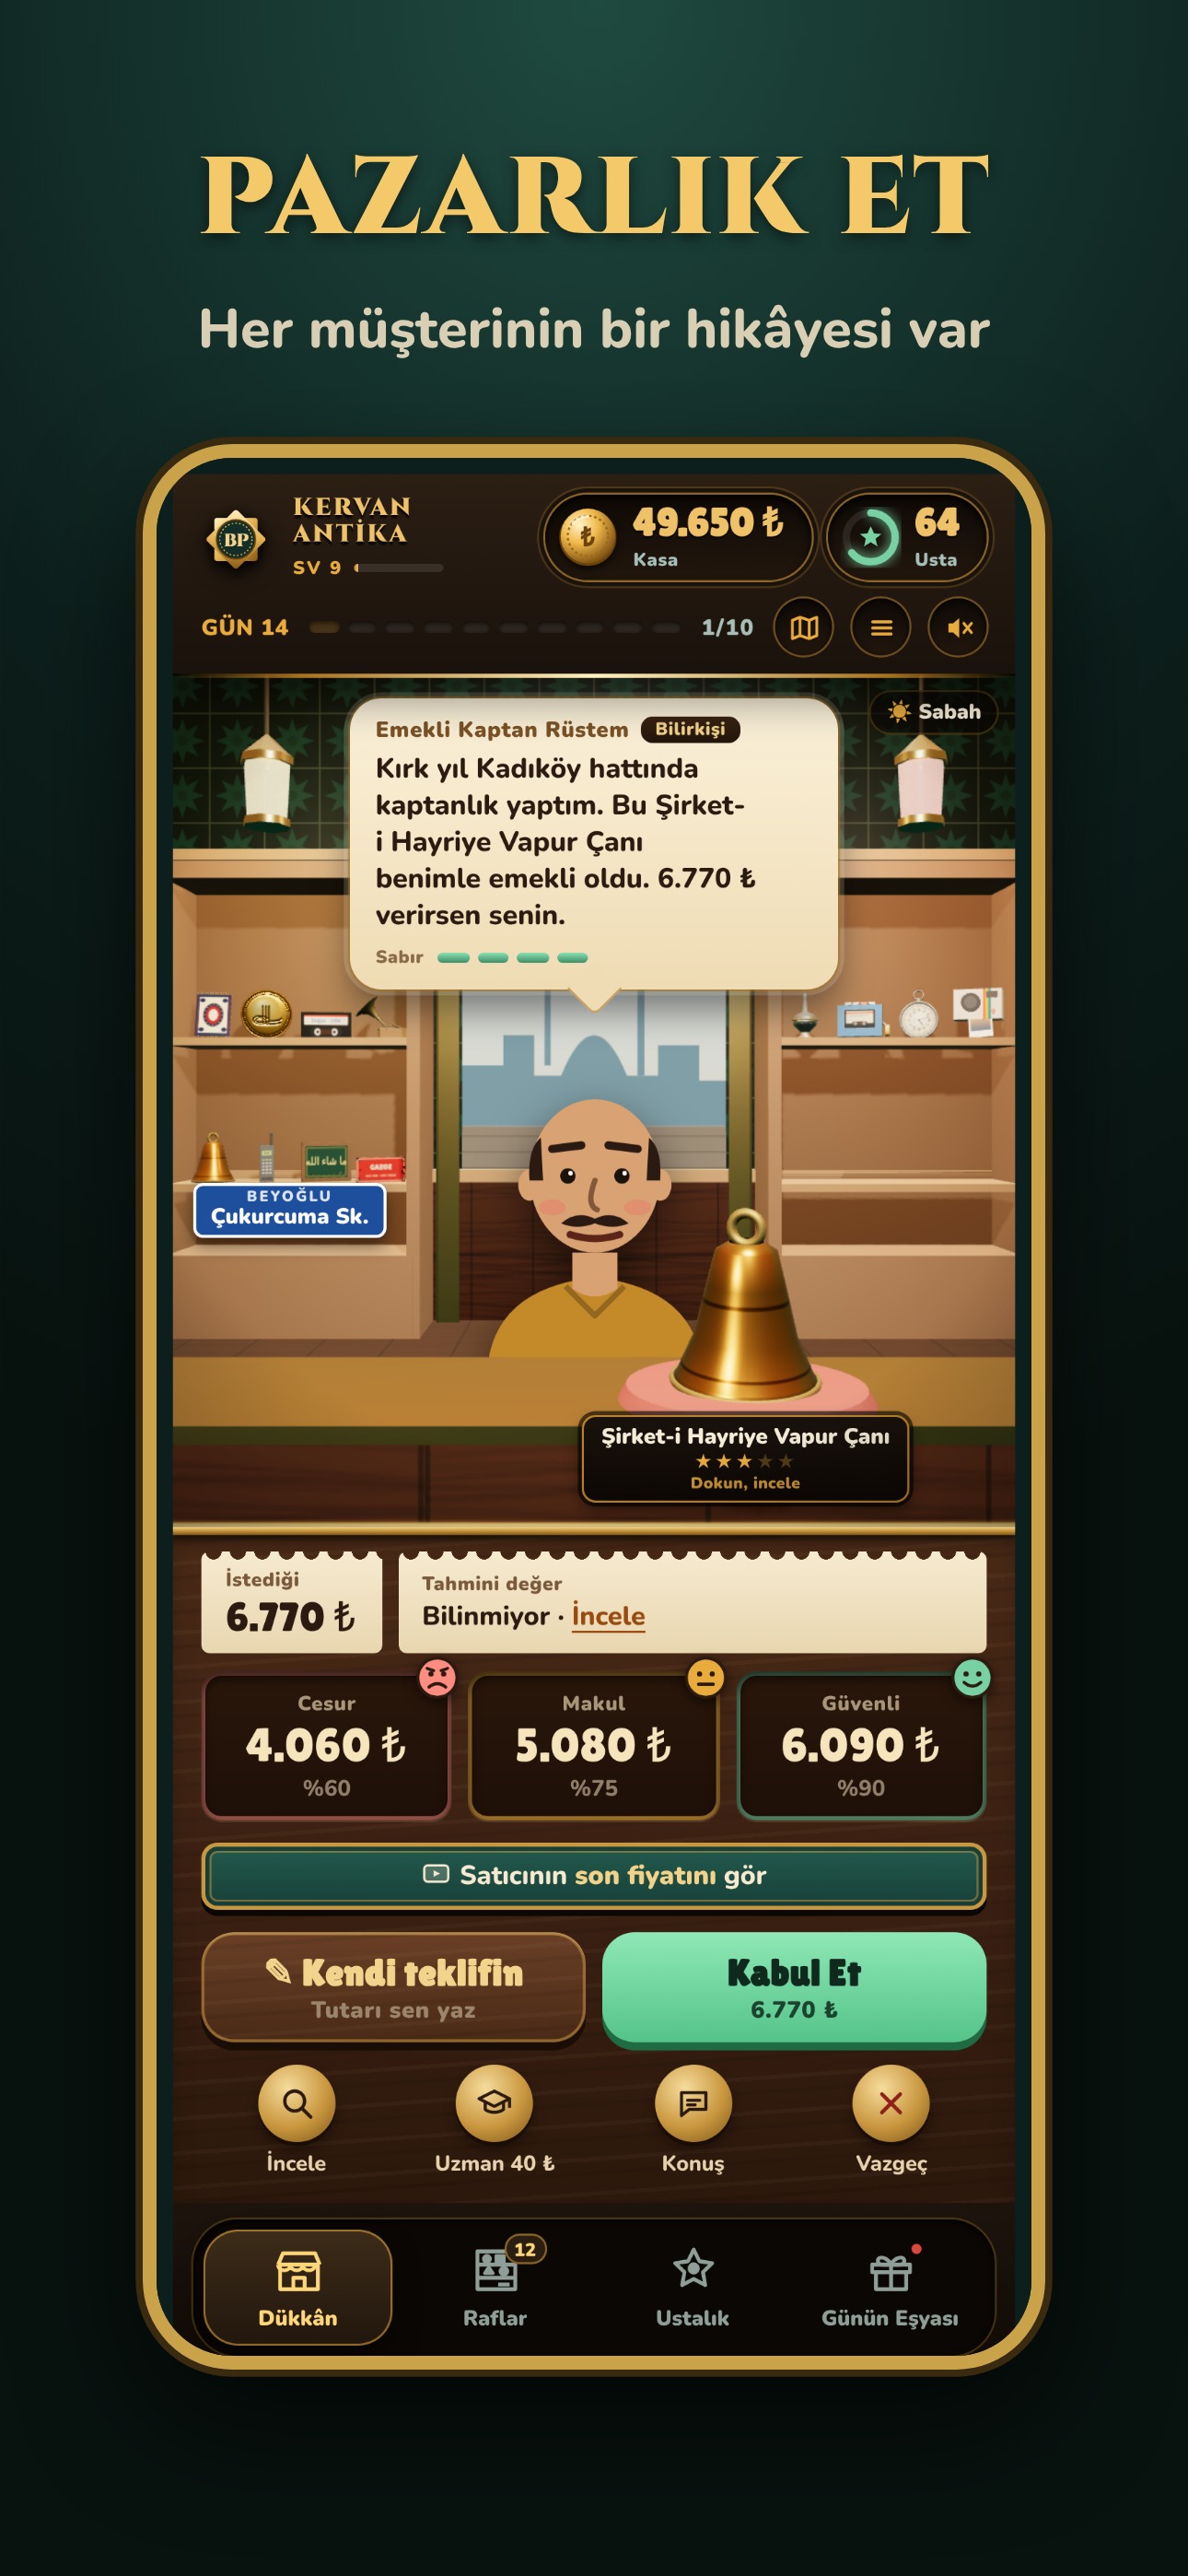 PAZARLIK ET
Her müşterinin bir hikâyesi var
BP
KERVAN
ANTİKA
SV 9
49.650 ₺
Kasa
64
Usta
GÜN 14
1/10
Sabah
Emekli Kaptan Rüstem
Bilirkişi
Kırk yıl Kadıköy hattında
kaptanlık yaptım. Bu Şirket-
i Hayriye Vapur Çanı
benimle emekli oldu. 6.770 ₺
verirsen senin.
Sabır
ما شاء الله
GAZOZ
BEYOĞLU
Çukurcuma Sk.
Şirket-i Hayriye Vapur Çanı
Dokun, incele
İstediği
6.770 ₺
Tahmini değer
Bilinmiyor · İncele
Cesur
4.060 ₺
%60
Makul
5.080 ₺
%75
Güvenli
6.090 ₺
%90
Satıcının son fiyatını gör
Kendi teklifin
Tutarı sen yaz
Kabul Et
6.770 ₺
İncele
Uzman 40 ₺
Konuş
Vazgeç
Dükkân
12
Raflar
Ustalık
Günün Eşyası